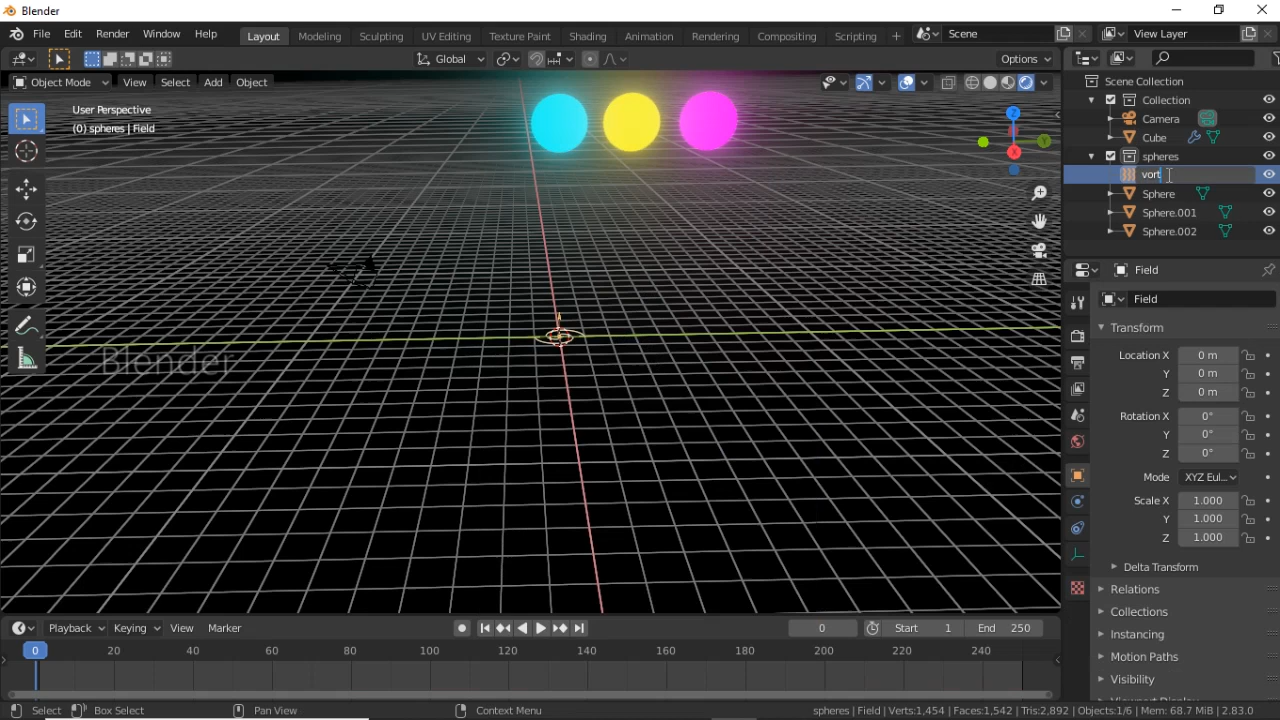 Blender
File Edit Render Window Help Layout Modeling Sculpting UV Editing Texture Paint Shading Animation Rendering Compositing Scripting + Scene View Layer
Global Options
Object Mode View Select Add Object
User Perspective
(0) spheres | Field
Z
Y
X
Blender
Scene Collection
Collection
Camera
Cube
spheres
vort
Sphere
Sphere.001
Sphere.002
Field
Field
Transform
Location X 0 m
Y 0 m
Z 0 m
Rotation X 0°
Y 0°
Z 0°
Mode XYZ Eul...
Scale X 1.000
Y 1.000
Z 1.000
Delta Transform
Relations
Collections
Instancing
Motion Paths
Visibility
Playback Keying View Marker 0 Start 1 End 250
0 20 40 60 80 100 120 140 160 180 200 220 240
Select Box Select Pan View Context Menu spheres | Field | Verts:1,454 | Faces:1,542 | Tris:2,892 | Objects:1/6 | Mem: 68.7 MiB | 2.83.0